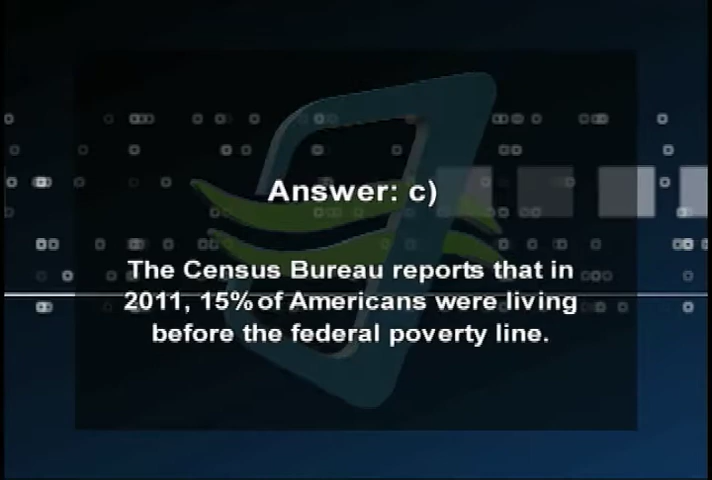 Answer: c)
The Census Bureau reports that in
2011, 15% of Americans were living
before the federal poverty line.